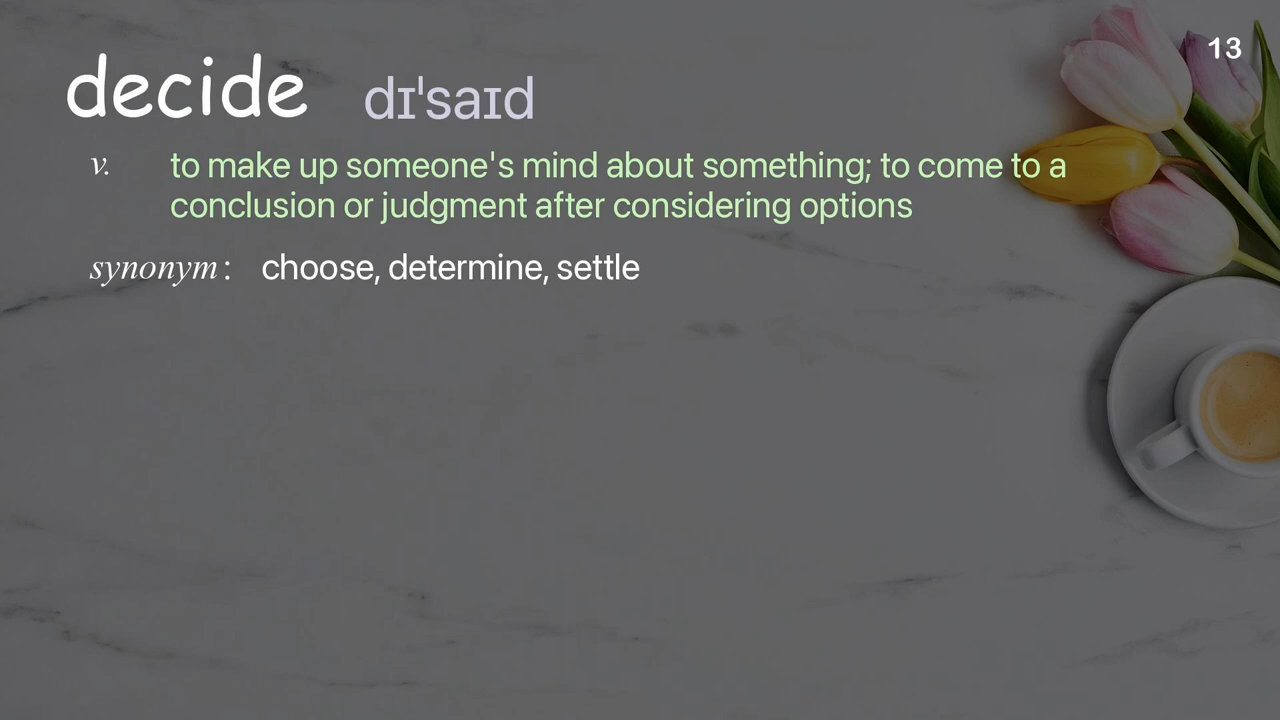 13
decide dɪˈsaɪd
v. to make up someone's mind about something; to come to a
conclusion or judgment after considering options
synonym: choose, determine, settle